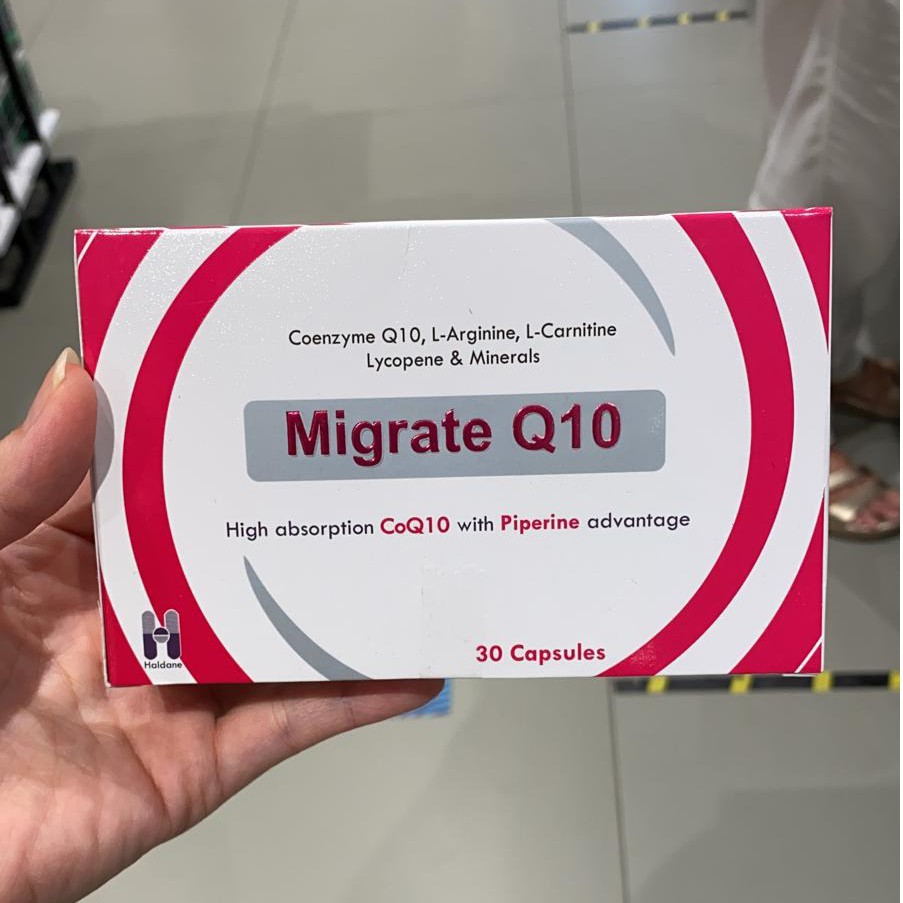 Coenzyme Q10, L-Arginine, L-Carnitine
Lycopene & Minerals
Migrate Q10
High absorption CoQ10 with Piperine advantage
30 Capsules
H
Haldane